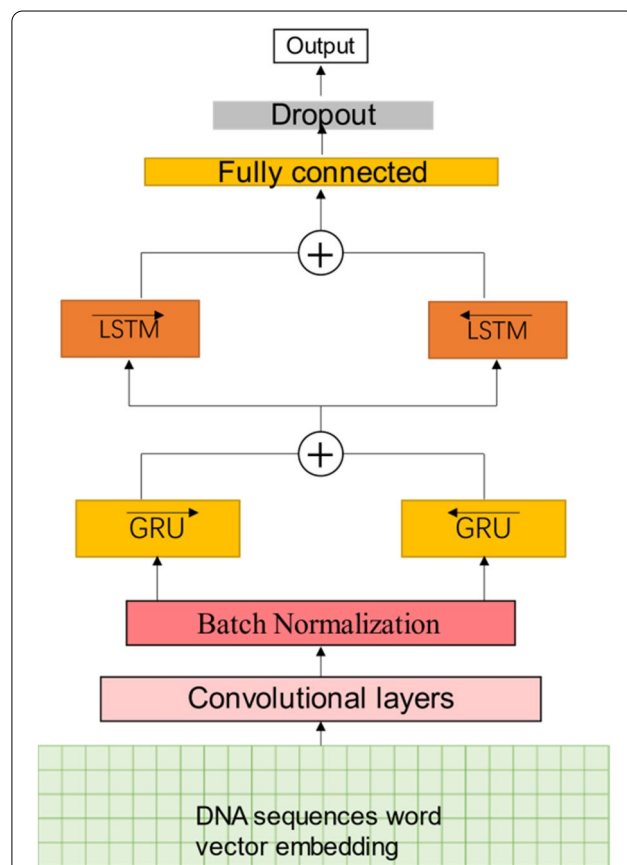 Output
Dropout
Fully connected
+
LSTM
LSTM
+
GRU
GRU
Batch Normalization
Convolutional layers
DNA sequences word
vector embedding